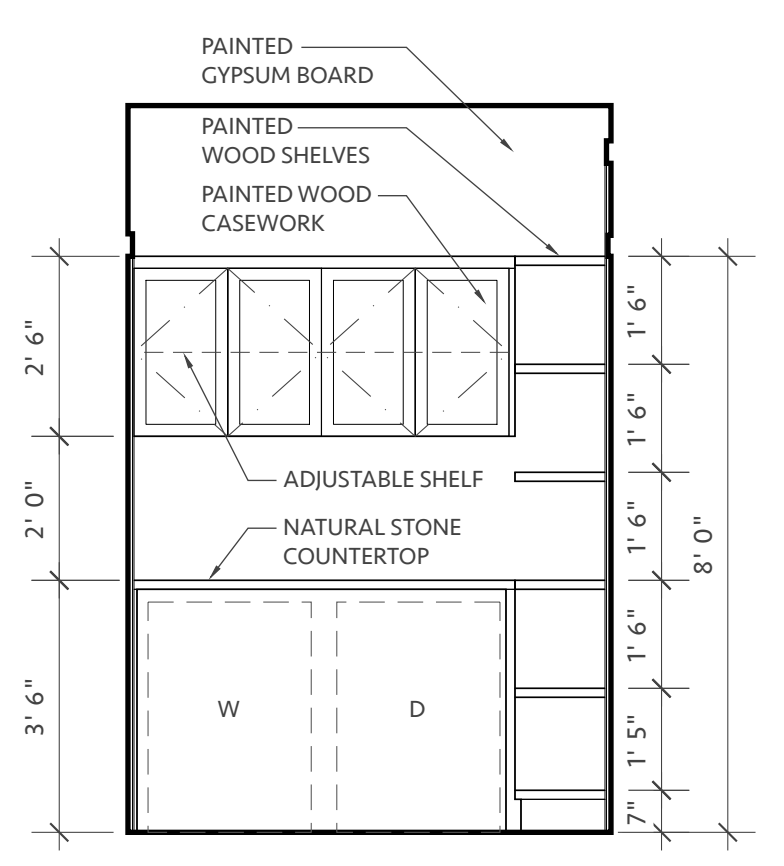 PAINTED
GYPSUM BOARD
PAINTED
WOOD SHELVES
PAINTED WOOD
CASEWORK
2' 6"
1' 6"
1' 6"
ADJUSTABLE SHELF
2' 0"
NATURAL STONE
COUNTERTOP
1' 6"
8' 0"
1' 6"
3' 6"
W
D
1' 5"
7"